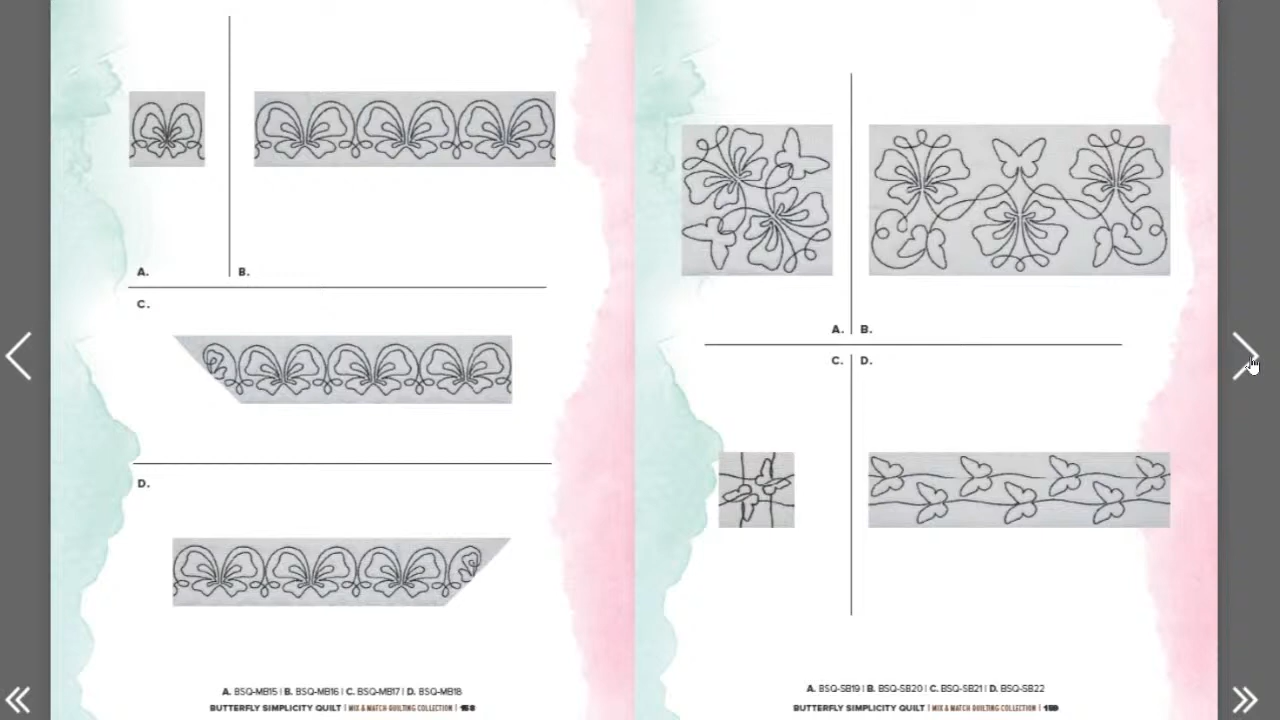 A.
B.
C.
D.
A. BSQ-MB15 | B. BSQ-MB16 | C. BSQ-MB17 | D. BSQ-MB18
BUTTERFLY SIMPLICITY QUILT | MIX & MATCH QUILTING COLLECTION |
A.
B.
C.
D.
A. BSQ-SB19 | B. BSQ-SB20 | C. BSQ-SB21 | D. BSQ-SB22
BUTTERFLY SIMPLICITY QUILT | MIX & MATCH QUILTING COLLECTION |